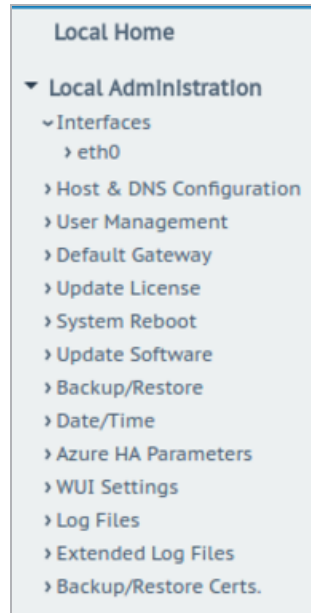 Local Home
Local Administration
Interfaces
eth0
Host & DNS Configuration
User Management
Default Gateway
Update License
System Reboot
Update Software
Backup/Restore
Date/Time
Azure HA Parameters
WUI Settings
Log Files
Extended Log Files
Backup/Restore Certs.